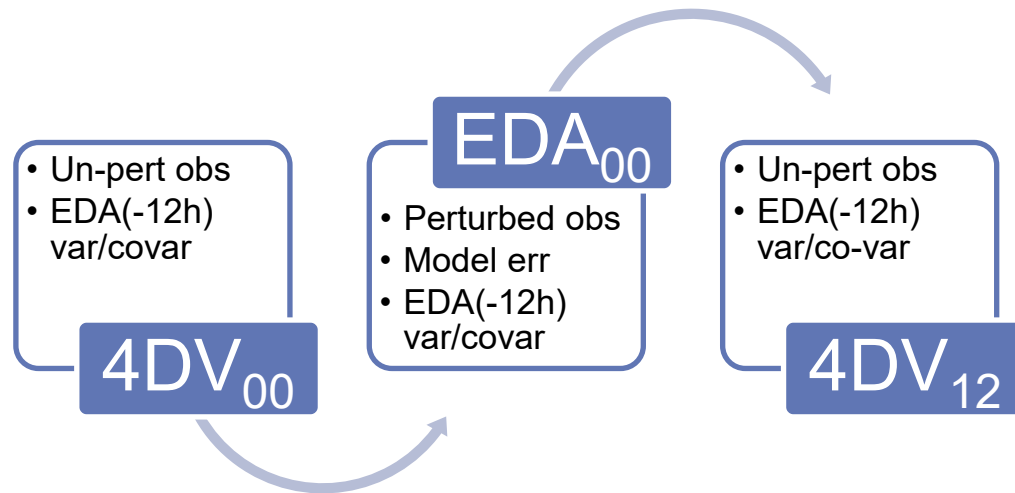 • Un-pert obs
• EDA(-12h)
var/covar
4DV00
EDA00
• Perturbed obs
• Model err
• EDA(-12h)
var/covar
• Un-pert obs
• EDA(-12h)
var/co-var
4DV12